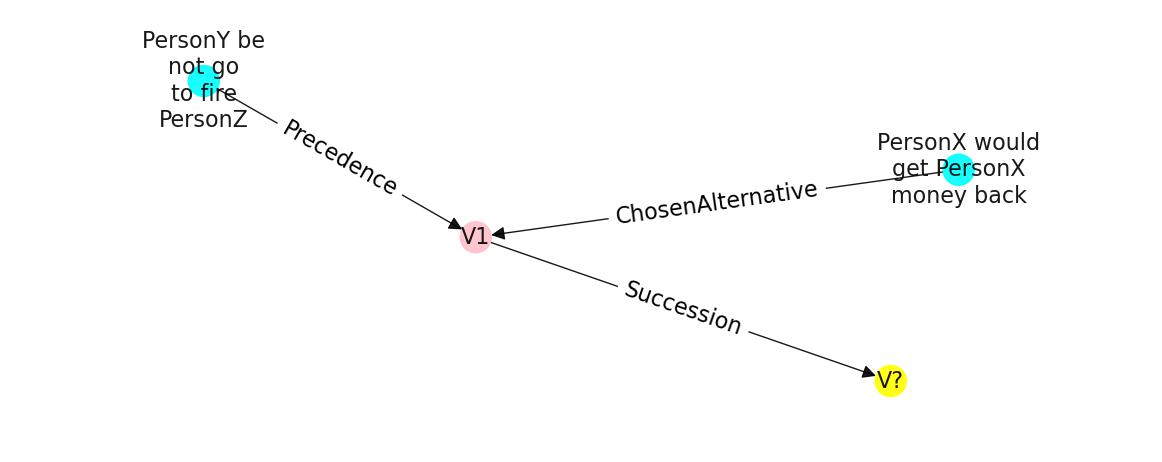 PersonY be
not go
to fire
PersonZ
Precedence
PersonX would
get PersonX
money back
ChosenAlternative
V1
Succession
V?